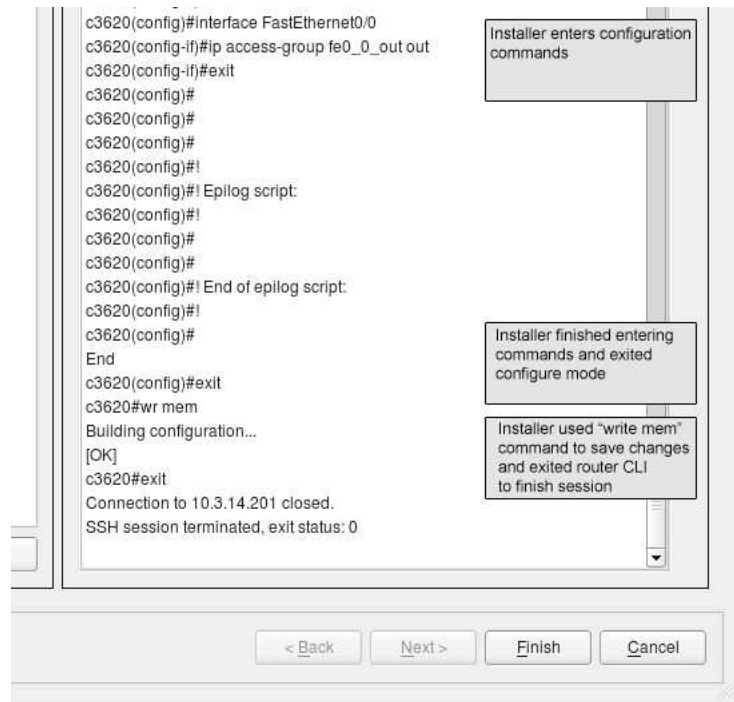 c3620(config)#interface FastEthernet0/0
c3620(config-if)#ip access-group fe0_0_out out
c3620(config-if)#exit
c3620(config)#
c3620(config)#
c3620(config)#
c3620(config)#!
c3620(config)#! Epilog script:
c3620(config)#!
c3620(config)#
c3620(config)#
c3620(config)#! End of epilog script:
c3620(config)#!
c3620(config)#
End
c3620(config)#exit
c3620#wr mem
Building configuration...
[OK]
c3620#exit
Connection to 10.3.14.201 closed.
SSH session terminated, exit status: 0
Installer enters configuration
commands
Installer finished entering
commands and exited
configure mode
Installer used “write mem”
command to save changes
and exited router CLI
to finish session
< Back
Next >
Finish
Cancel